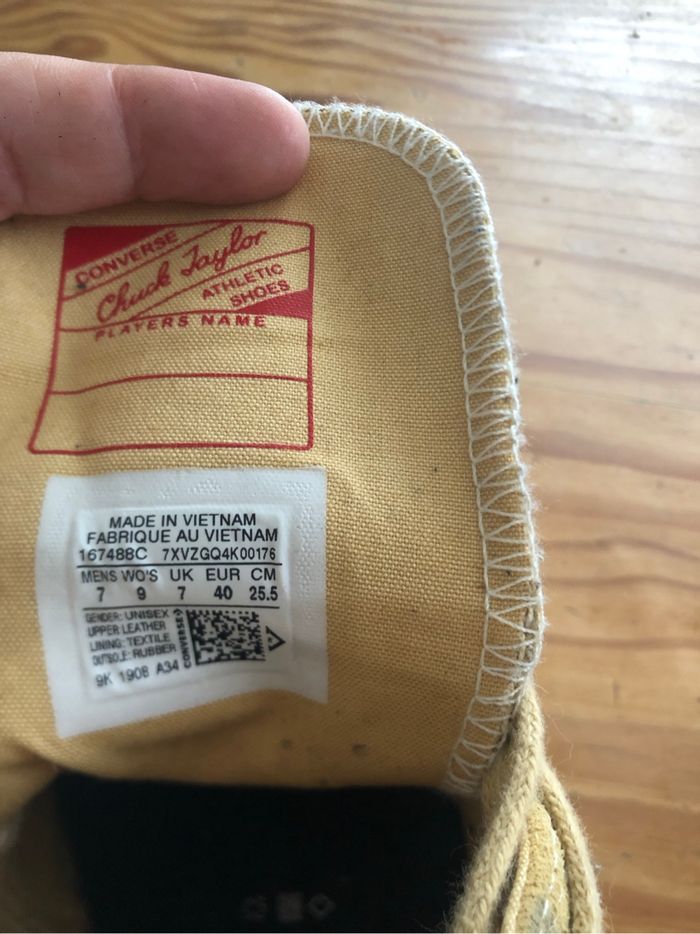 CONVERSE
Chuck Taylor
ATHLETIC
SHOES
PLAYERS NAME
MADE IN VIETNAM
FABRIQUE AU VIETNAM
167488C 7XVZGQ4K00176
MENS WO'S UK EUR CM
7 9 7 40 25.5
GENDER: UNISEX
UPPER: LEATHER
LINING: TEXTILE
OUTSOLE: RUBBER
CONVERSE
9K 1908 A34